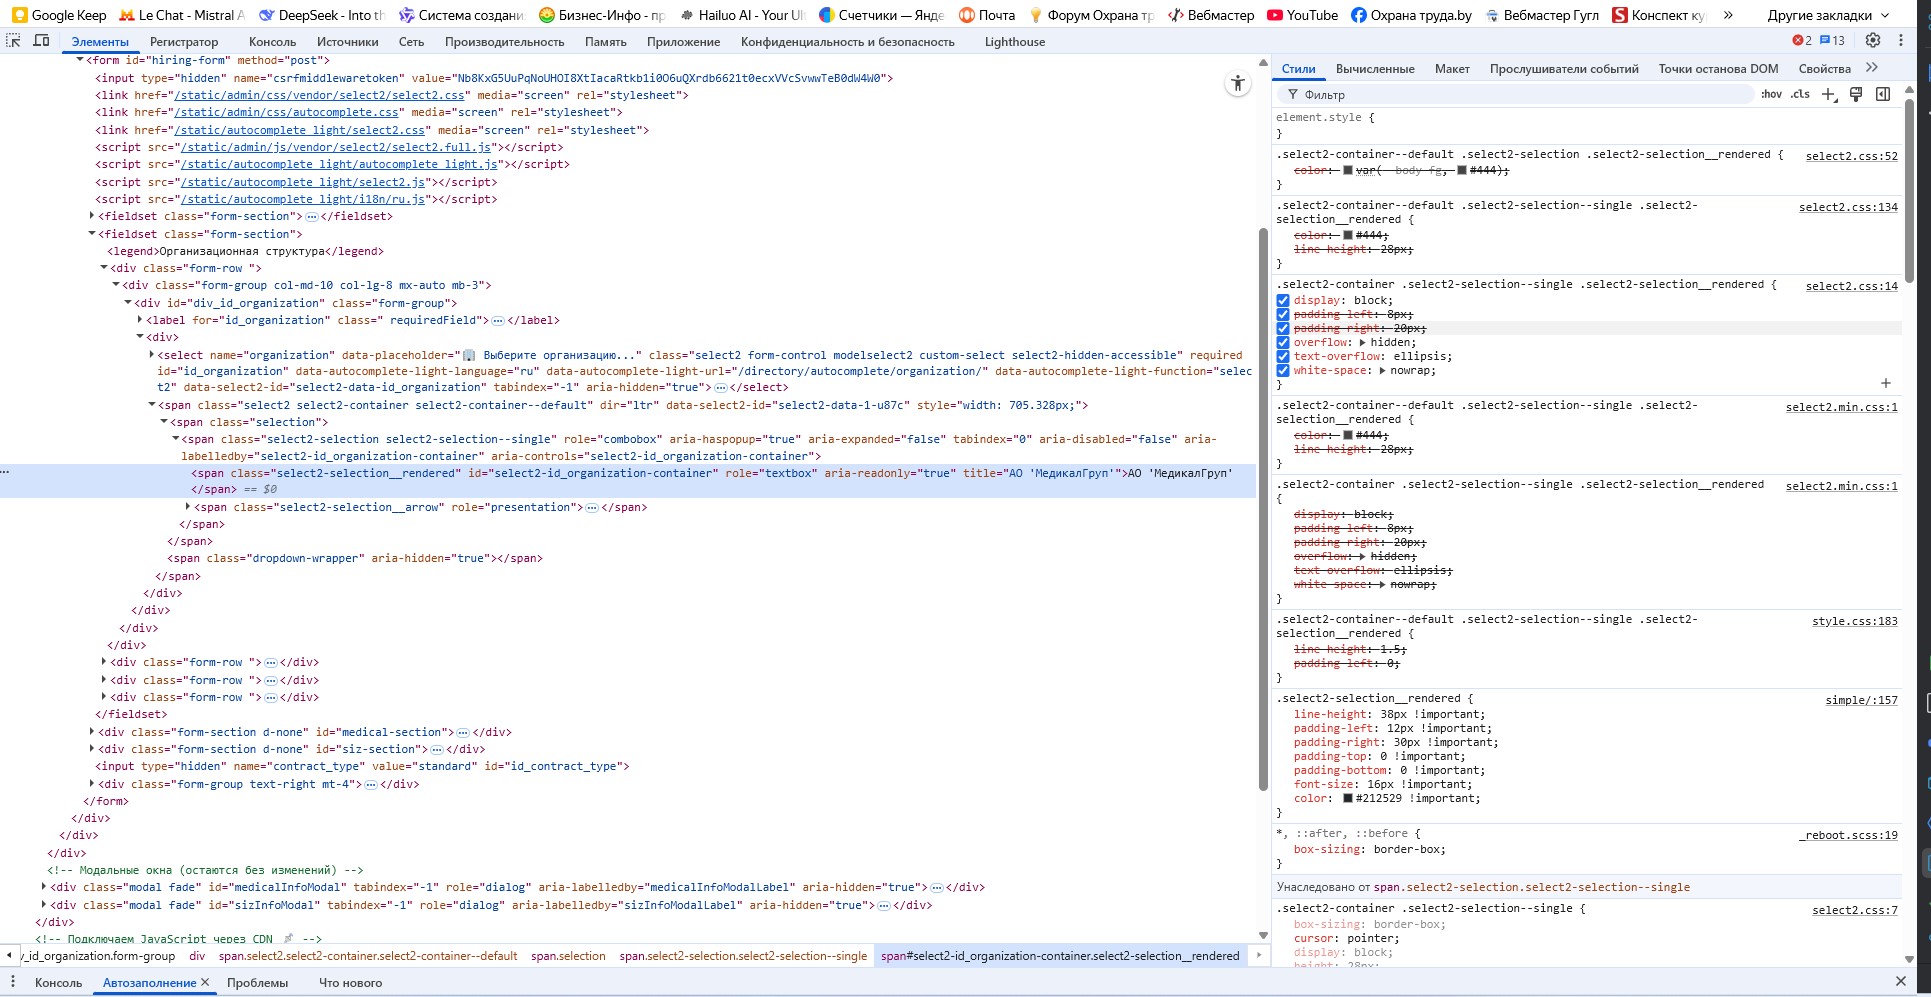 Google Keep Le Chat - Mistral A DeepSeek - Into th Система создани Бизнес-Инфо - пр Hailuo AI - Your Ul Счетчики — Янде Почта Форум Охрана тр Вебмастер YouTube Охрана труда.by Вебмастер Гугл Конспект ку » Другие закладки
Элементы Регистратор Консоль Источники Сеть Производительность Память Приложение Конфиденциальность и безопасность Lighthouse 2 13
<form id="hiring-form" method="post">
<input type="hidden" name="csrfmiddlewaretoken" value="Nb8KxG5UuPqNoUHOI8XtIacaRtkb1i0O6uQXrdb6621t0ecxVVcSvwwTeB0dW4W0">
<link href="/static/admin/css/vendor/select2/select2.css" media="screen" rel="stylesheet">
<link href="/static/admin/css/autocomplete.css" media="screen" rel="stylesheet">
<link href="/static/autocomplete_light/select2.css" media="screen" rel="stylesheet">
<script src="/static/admin/js/vendor/select2/select2.full.js"></script>
<script src="/static/autocomplete_light/autocomplete_light.js"></script>
<script src="/static/autocomplete_light/select2.js"></script>
<script src="/static/autocomplete_light/i18n/ru.js"></script>
<fieldset class="form-section"> … </fieldset>
<fieldset class="form-section">
<legend>Организационная структура</legend>
<div class="form-row ">
<div class="form-group col-md-10 col-lg-8 mx-auto mb-3">
<div id="div_id_organization" class="form-group">
<label for="id_organization" class=" requiredField"> … </label>
<div>
<select name="organization" data-placeholder="🏢 Выберите организацию..." class="select2 form-control modelselect2 custom-select select2-hidden-accessible" required
id="id_organization" data-autocomplete-light-language="ru" data-autocomplete-light-url="/directory/autocomplete/organization/" data-autocomplete-light-function="selec
t2" data-select2-id="select2-data-id_organization" tabindex="-1" aria-hidden="true"> … </select>
<span class="select2 select2-container select2-container--default" dir="ltr" data-select2-id="select2-data-1-u87c" style="width: 705.328px;">
<span class="selection">
<span class="select2-selection select2-selection--single" role="combobox" aria-haspopup="true" aria-expanded="false" tabindex="0" aria-disabled="false" aria-
labelledby="select2-id_organization-container" aria-controls="select2-id_organization-container">
<span class="select2-selection__rendered" id="select2-id_organization-container" role="textbox" aria-readonly="true" title="АО 'МедикалГруп'">АО 'МедикалГруп'
</span> == $0
<span class="select2-selection__arrow" role="presentation"> … </span>
</span>
</span>
<span class="dropdown-wrapper" aria-hidden="true"></span>
</span>
</div>
</div>
</div>
</div>
<div class="form-row "> … </div>
<div class="form-row "> … </div>
<div class="form-row "> … </div>
</fieldset>
<div class="form-section d-none" id="medical-section"> … </div>
<div class="form-section d-none" id="siz-section"> … </div>
<input type="hidden" name="contract_type" value="standard" id="id_contract_type">
<div class="form-group text-right mt-4"> … </div>
</form>
</div>
</div>
</div>
<!-- Модальные окна (остаются без изменений) -->
<div class="modal fade" id="medicalInfoModal" tabindex="-1" role="dialog" aria-labelledby="medicalInfoModalLabel" aria-hidden="true"> … </div>
<div class="modal fade" id="sizInfoModal" tabindex="-1" role="dialog" aria-labelledby="sizInfoModalLabel" aria-hidden="true"> … </div>
</div>
<!-- Подключаем JavaScript через CDN 🚀 -->
v_id_organization.form-group div span.select2.select2-container.select2-container--default span.selection span.select2-selection.select2-selection--single span#select2-id_organization-container.select2-selection__rendered
Консоль Автозаполнение Проблемы Что нового
Стили Вычисленные Макет Прослушиватели событий Точки останова DOM Свойства
Фильтр :hov .cls
element.style {
}
.select2-container--default .select2-selection .select2-selection__rendered { select2.css:52
color: var(--body-fg, #444);
}
.select2-container--default .select2-selection--single .select2- select2.css:134
selection__rendered {
color: #444;
line-height: 28px;
}
.select2-container .select2-selection--single .select2-selection__rendered { select2.css:14
display: block;
padding-left: 8px;
padding-right: 20px;
overflow: hidden;
text-overflow: ellipsis;
white-space: nowrap;
}
.select2-container--default .select2-selection--single .select2- select2.min.css:1
selection__rendered {
color: #444;
line-height: 28px;
}
.select2-container .select2-selection--single .select2-selection__rendered select2.min.css:1
{
display: block;
padding-left: 8px;
padding-right: 20px;
overflow: hidden;
text-overflow: ellipsis;
white-space: nowrap;
}
.select2-container--default .select2-selection--single .select2- style.css:183
selection__rendered {
line-height: 1.5;
padding-left: 0;
}
.select2-selection__rendered { simple/:157
line-height: 38px !important;
padding-left: 12px !important;
padding-right: 30px !important;
padding-top: 0 !important;
padding-bottom: 0 !important;
font-size: 16px !important;
color: #212529 !important;
}
*, ::after, ::before { _reboot.scss:19
box-sizing: border-box;
}
Унаследовано от span.select2-selection.select2-selection--single
.select2-container .select2-selection--single { select2.css:7
box-sizing: border-box;
cursor: pointer;
display: block;
height: 28px;